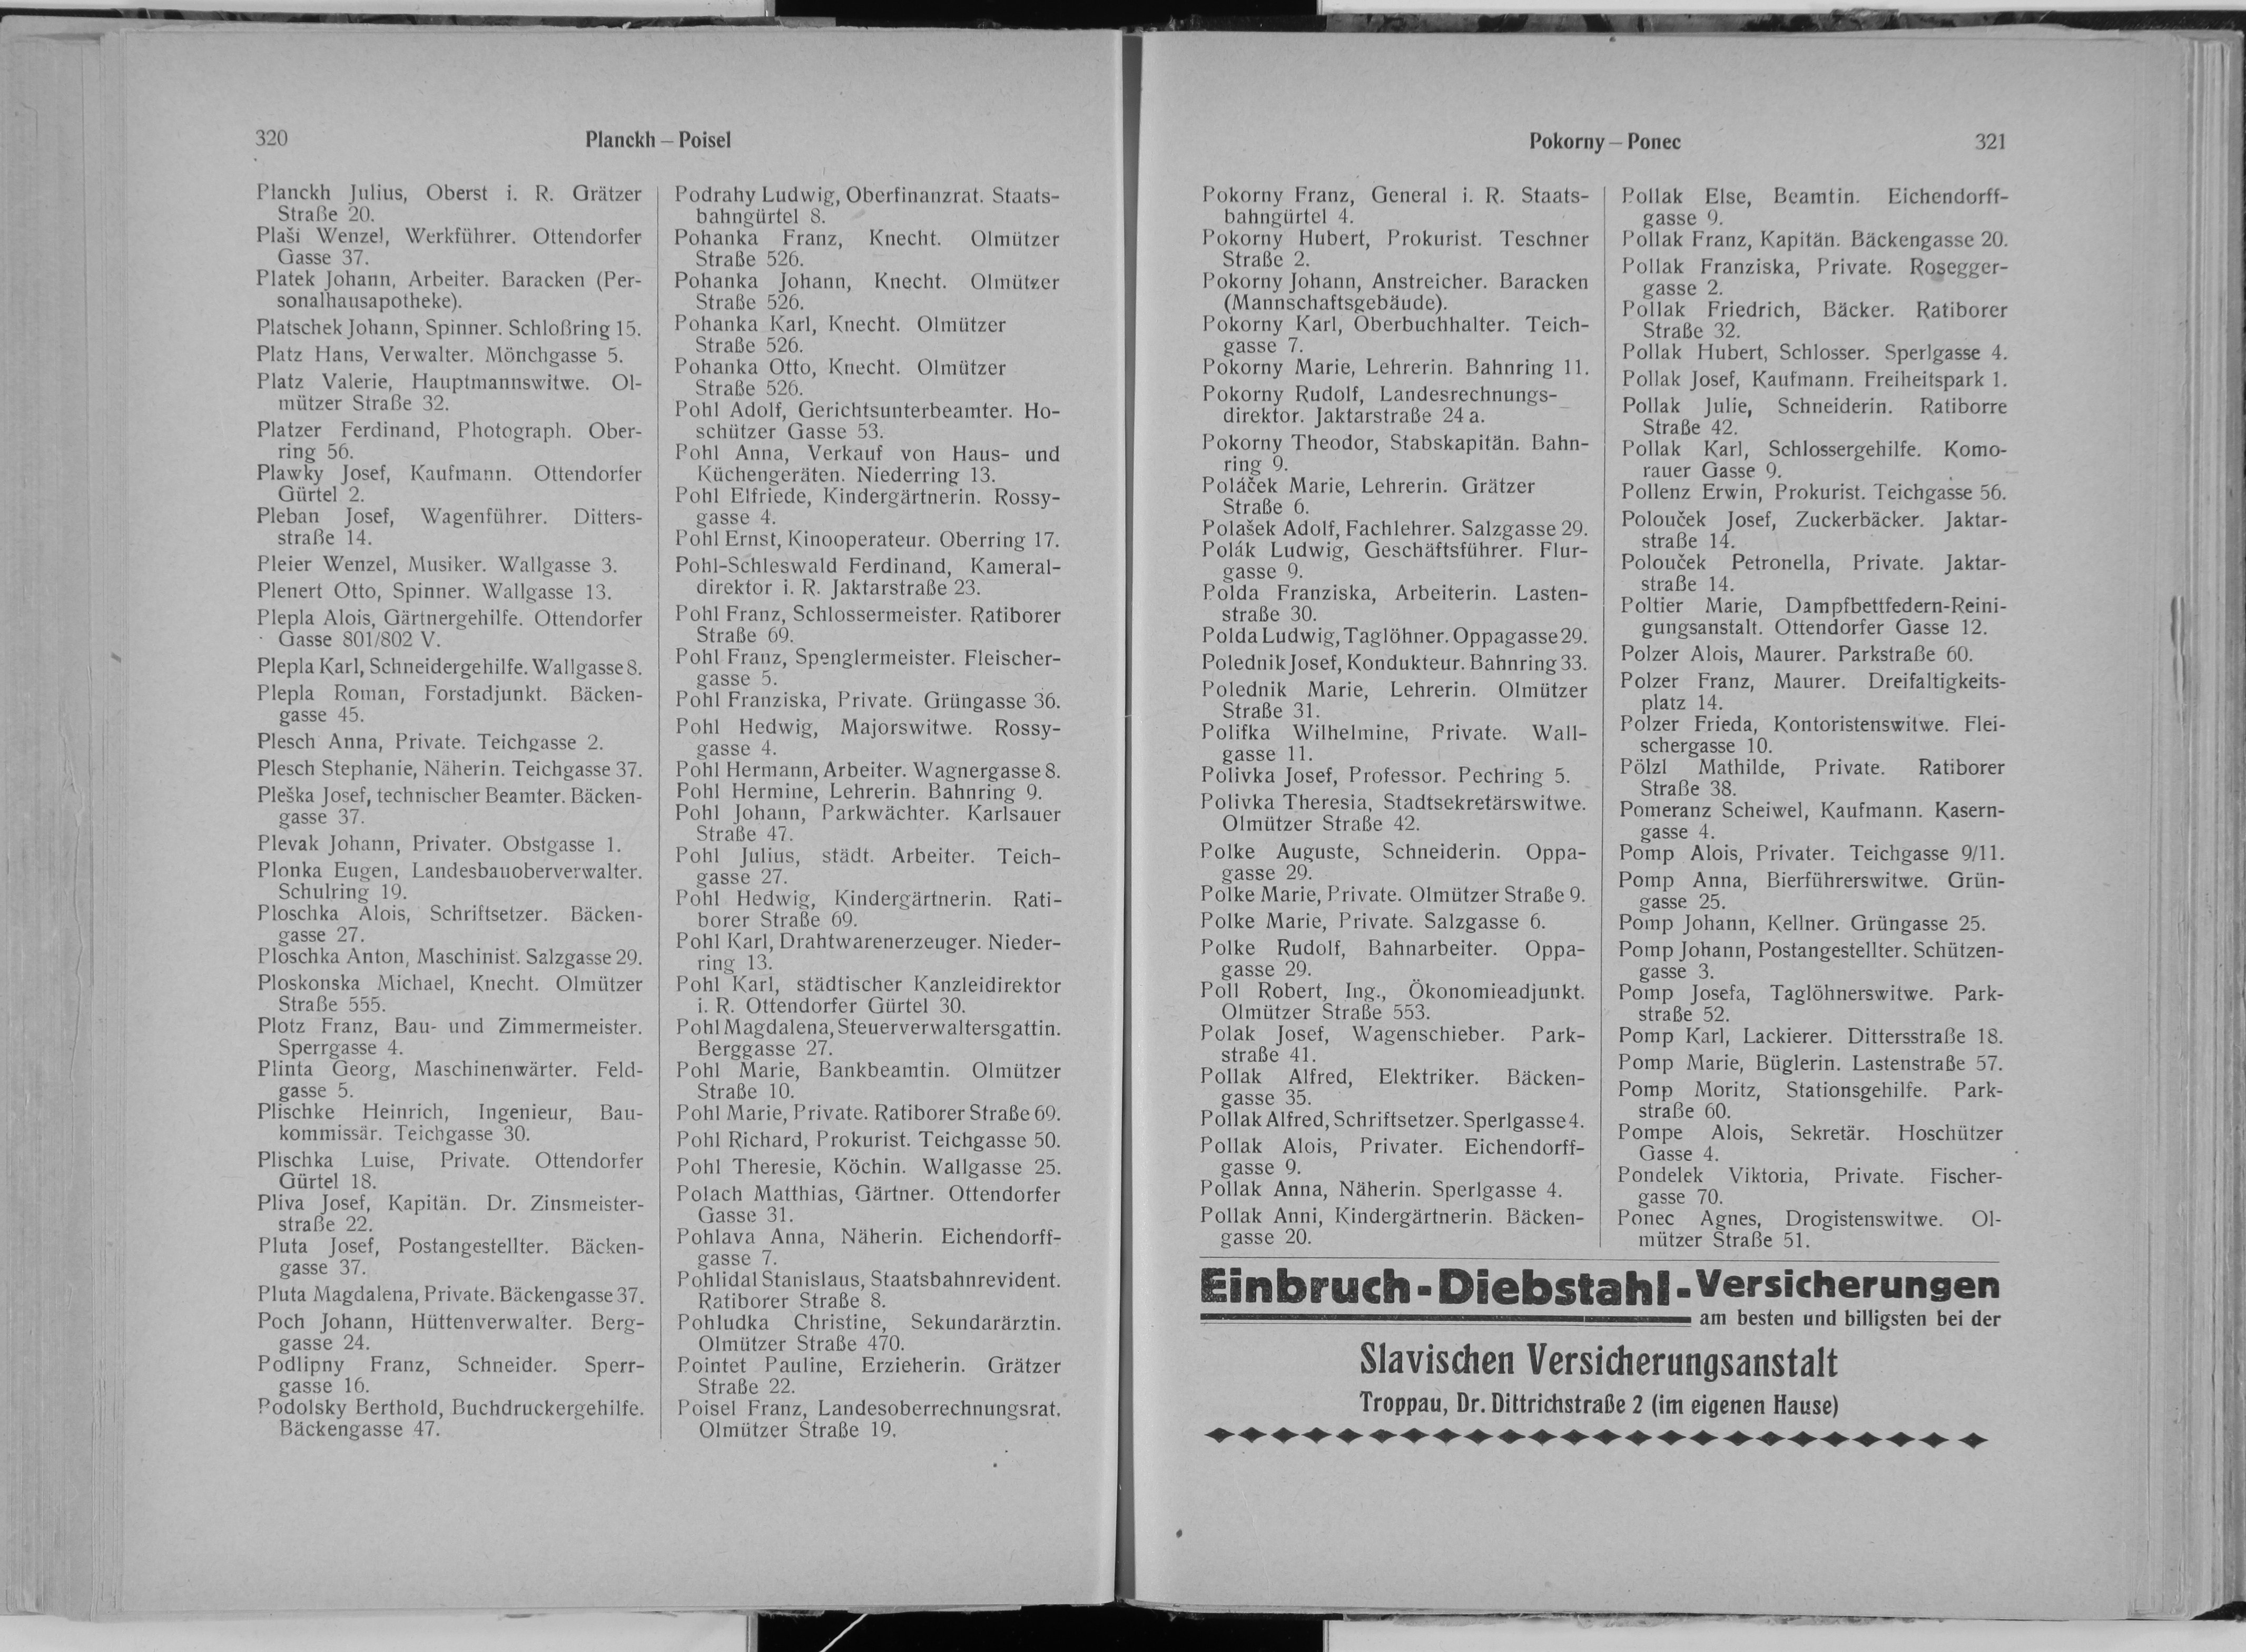 320
Planckh – Poisel
Planckh Julius, Oberst i. R. Grätzer
Straße 20.
Plaši Wenzel, Werkführer. Ottendorfer
Gasse 37.
Platek Johann, Arbeiter. Baracken (Per-
sonalhausapotheke).
Platschek Johann, Spinner. Schloßring 15.
Platz Hans, Verwalter. Mönchgasse 5.
Platz Valerie, Hauptmannswitwe. Ol-
mützer Straße 32.
Platzer Ferdinand, Photograph. Ober-
ring 56.
Plawky Josef, Kaufmann. Ottendorfer
Gürtel 2.
Pleban Josef, Wagenführer. Ditters-
straße 14.
Pleier Wenzel, Musiker. Wallgasse 3.
Plenert Otto, Spinner. Wallgasse 13.
Plepla Alois, Gärtnergehilfe. Ottendorfer
Gasse 801/802 V.
Plepla Karl, Schneidergehilfe. Wallgasse 8.
Plepla Roman, Forstadjunkt. Bäcken-
gasse 45.
Plesch Anna, Private. Teichgasse 2.
Plesch Stephanie, Näherin. Teichgasse 37.
Pleška Josef, technischer Beamter. Bäcken-
gasse 37.
Plevak Johann, Privater. Obstgasse 1.
Plonka Eugen, Landesbauoberverwalter.
Schulring 19.
Ploschka Alois, Schriftsetzer. Bäcken-
gasse 27.
Ploschka Anton, Maschinist. Salzgasse 29.
Ploskonska Michael, Knecht. Olmützer
Straße 555.
Plotz Franz, Bau- und Zimmermeister.
Sperrgasse 4.
Plinta Georg, Maschinenwärter. Feld-
gasse 5.
Plischke Heinrich, Ingenieur, Bau-
kommissär. Teichgasse 30.
Plischka Luise, Private. Ottendorfer
Gürtel 18.
Pliva Josef, Kapitän. Dr. Zinsmeister-
straße 22.
Pluta Josef, Postangestellter. Bäcken-
gasse 37.
Pluta Magdalena, Private. Bäckengasse 37.
Poch Johann, Hüttenverwalter. Berg-
gasse 24.
Podlipny Franz, Schneider. Sperr-
gasse 16.
Podolsky Berthold, Buchdruckergehilfe.
Bäckengasse 47.
Podrahy Ludwig, Oberfinanzrat. Staats-
bahngürtel 8.
Pohanka Franz, Knecht. Olmützer
Straße 526.
Pohanka Johann, Knecht. Olmützer
Straße 526.
Pohanka Karl, Knecht. Olmützer
Straße 526.
Pohanka Otto, Knecht. Olmützer
Straße 526.
Pohl Adolf, Gerichtsunterbeamter. Ho-
schützer Gasse 53.
Pohl Anna, Verkauf von Haus- und
Küchengeräten. Niederring 13.
Pohl Elfriede, Kindergärtnerin. Rossy-
gasse 4.
Pohl Ernst, Kinooperateur. Oberring 17.
Pohl-Schleswald Ferdinand, Kameral-
direktor i. R. Jaktarstraße 23.
Pohl Franz, Schlossermeister. Ratiborer
Straße 69.
Pohl Franz, Spenglermeister. Fleischer-
gasse 5.
Pohl Franziska, Private. Grüngasse 36.
Pohl Hedwig, Majorswitwe. Rossy-
gasse 4.
Pohl Hermann, Arbeiter. Wagnergasse 8.
Pohl Hermine, Lehrerin. Bahnring 9.
Pohl Johann, Parkwächter. Karlsauer
Straße 47.
Pohl Julius, städt. Arbeiter. Teich-
gasse 27.
Pohl Hedwig, Kindergärtnerin. Rati-
borer Straße 69.
Pohl Karl, Drahtwarenerzeuger. Nieder-
ring 13.
Pohl Karl, städtischer Kanzleidirektor
i. R. Ottendorfer Gürtel 30.
Pohl Magdalena, Steuerverwaltersgattin.
Berggasse 27.
Pohl Marie, Bankbeamtin. Olmützer
Straße 10.
Pohl Marie, Private. Ratiborer Straße 69.
Pohl Richard, Prokurist. Teichgasse 50.
Pohl Theresie, Köchin. Wallgasse 25.
Polach Matthias, Gärtner. Ottendorfer
Gasse 31.
Pohlava Anna, Näherin. Eichendorff-
gasse 7.
Pohlidal Stanislaus, Staatsbahnrevident.
Ratiborer Straße 8.
Pohludka Christine, Sekundarärztin.
Olmützer Straße 470.
Pointet Pauline, Erzieherin. Grätzer
Straße 22.
Poisel Franz, Landesoberrechnungsrat.
Olmützer Straße 19.
Pokorny – Ponec
321
Pokorny Franz, General i. R. Staats-
bahngürtel 4.
Pokorny Hubert, Prokurist. Teschner
Straße 2.
Pokorny Johann, Anstreicher. Baracken
(Mannschaftsgebäude).
Pokorny Karl, Oberbuchhalter. Teich-
gasse 7.
Pokorny Marie, Lehrerin. Bahnring 11.
Pokorny Rudolf, Landesrechnungs-
direktor. Jaktarstraße 24 a.
Pokorny Theodor, Stabskapitän. Bahn-
ring 9.
Poláček Marie, Lehrerin. Grätzer
Straße 6.
Polašek Adolf, Fachlehrer. Salzgasse 29.
Polák Ludwig, Geschäftsführer. Flur-
gasse 9.
Polda Franziska, Arbeiterin. Lasten-
straße 30.
Polda Ludwig, Taglöhner. Oppagasse 29.
Polednik Josef, Kondukteur. Bahnring 33.
Polednik Marie, Lehrerin. Olmützer
Straße 31.
Polifka Wilhelmine, Private. Wall-
gasse 11.
Polivka Josef, Professor. Pechring 5.
Polivka Theresia, Stadtsekretärswitwe.
Olmützer Straße 42.
Polke Auguste, Schneiderin. Oppa-
gasse 29.
Polke Marie, Private. Olmützer Straße 9.
Polke Marie, Private. Salzgasse 6.
Polke Rudolf, Bahnarbeiter. Oppa-
gasse 29.
Poll Robert, Ing., Ökonomieadjunkt.
Olmützer Straße 553.
Polak Josef, Wagenschieber. Park-
straße 41.
Pollak Alfred, Elektriker. Bäcken-
gasse 35.
Pollak Alfred, Schriftsetzer. Sperlgasse 4.
Pollak Alois, Privater. Eichendorff-
gasse 9.
Pollak Anna, Näherin. Sperlgasse 4.
Pollak Anni, Kindergärtnerin. Bäcken-
gasse 20.
Pollak Else, Beamtin. Eichendorff-
gasse 9.
Pollak Franz, Kapitän. Bäckengasse 20.
Pollak Franziska, Private. Rosegger-
gasse 2.
Pollak Friedrich, Bäcker. Ratiborer
Straße 32.
Pollak Hubert, Schlosser. Sperlgasse 4.
Pollak Josef, Kaufmann. Freiheitspark 1.
Pollak Julie, Schneiderin. Ratiborre
Straße 42.
Pollak Karl, Schlossergehilfe. Komo-
rauer Gasse 9.
Pollenz Erwin, Prokurist. Teichgasse 56.
Polouček Josef, Zuckerbäcker. Jaktar-
straße 14.
Polouček Petronella, Private. Jaktar-
straße 14.
Poltier Marie, Dampfbettfedern-Reini-
gungsanstalt. Ottendorfer Gasse 12.
Polzer Alois, Maurer. Parkstraße 60.
Polzer Franz, Maurer. Dreifaltigkeits-
platz 14.
Polzer Frieda, Kontoristenswitwe. Flei-
schergasse 10.
Pölzl Mathilde, Private. Ratiborer
Straße 38.
Pomeranz Scheiwel, Kaufmann. Kasern-
gasse 4.
Pomp Alois, Privater. Teichgasse 9/11.
Pomp Anna, Bierführerswitwe. Grün-
gasse 25.
Pomp Johann, Kellner. Grüngasse 25.
Pomp Johann, Postangestellter. Schützen-
gasse 3.
Pomp Josefa, Taglöhnerswitwe. Park-
straße 52.
Pomp Karl, Lackierer. Dittersstraße 18.
Pomp Marie, Büglerin. Lastenstraße 57.
Pomp Moritz, Stationsgehilfe. Park-
straße 60.
Pompe Alois, Sekretär. Hoschützer
Gasse 4.
Pondelek Viktoria, Private. Fischer-
gasse 70.
Ponec Agnes, Drogistenswitwe. Ol-
mützer Straße 51.
Einbruch-Diebstahl-Versicherungen
am besten und billigsten bei der
Slavischen Versicherungsanstalt
Troppau, Dr. Dittrichstraße 2 (im eigenen Hause)